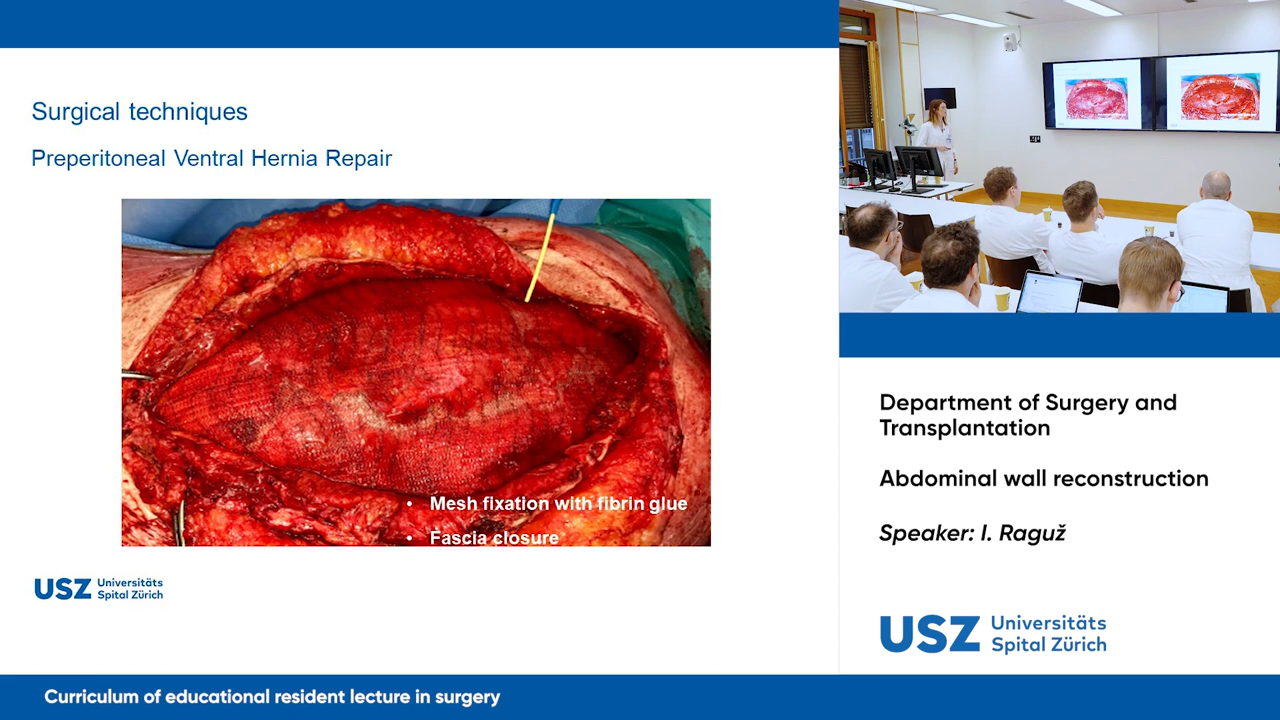 Surgical techniques
Preperitoneal Ventral Hernia Repair
• Mesh fixation with fibrin glue
• Fascia closure
USZ Universitäts
Spital Zürich
Department of Surgery and
Transplantation
Abdominal wall reconstruction
Speaker: I. Raguž
USZ Universitäts
Spital Zürich
Curriculum of educational resident lecture in surgery